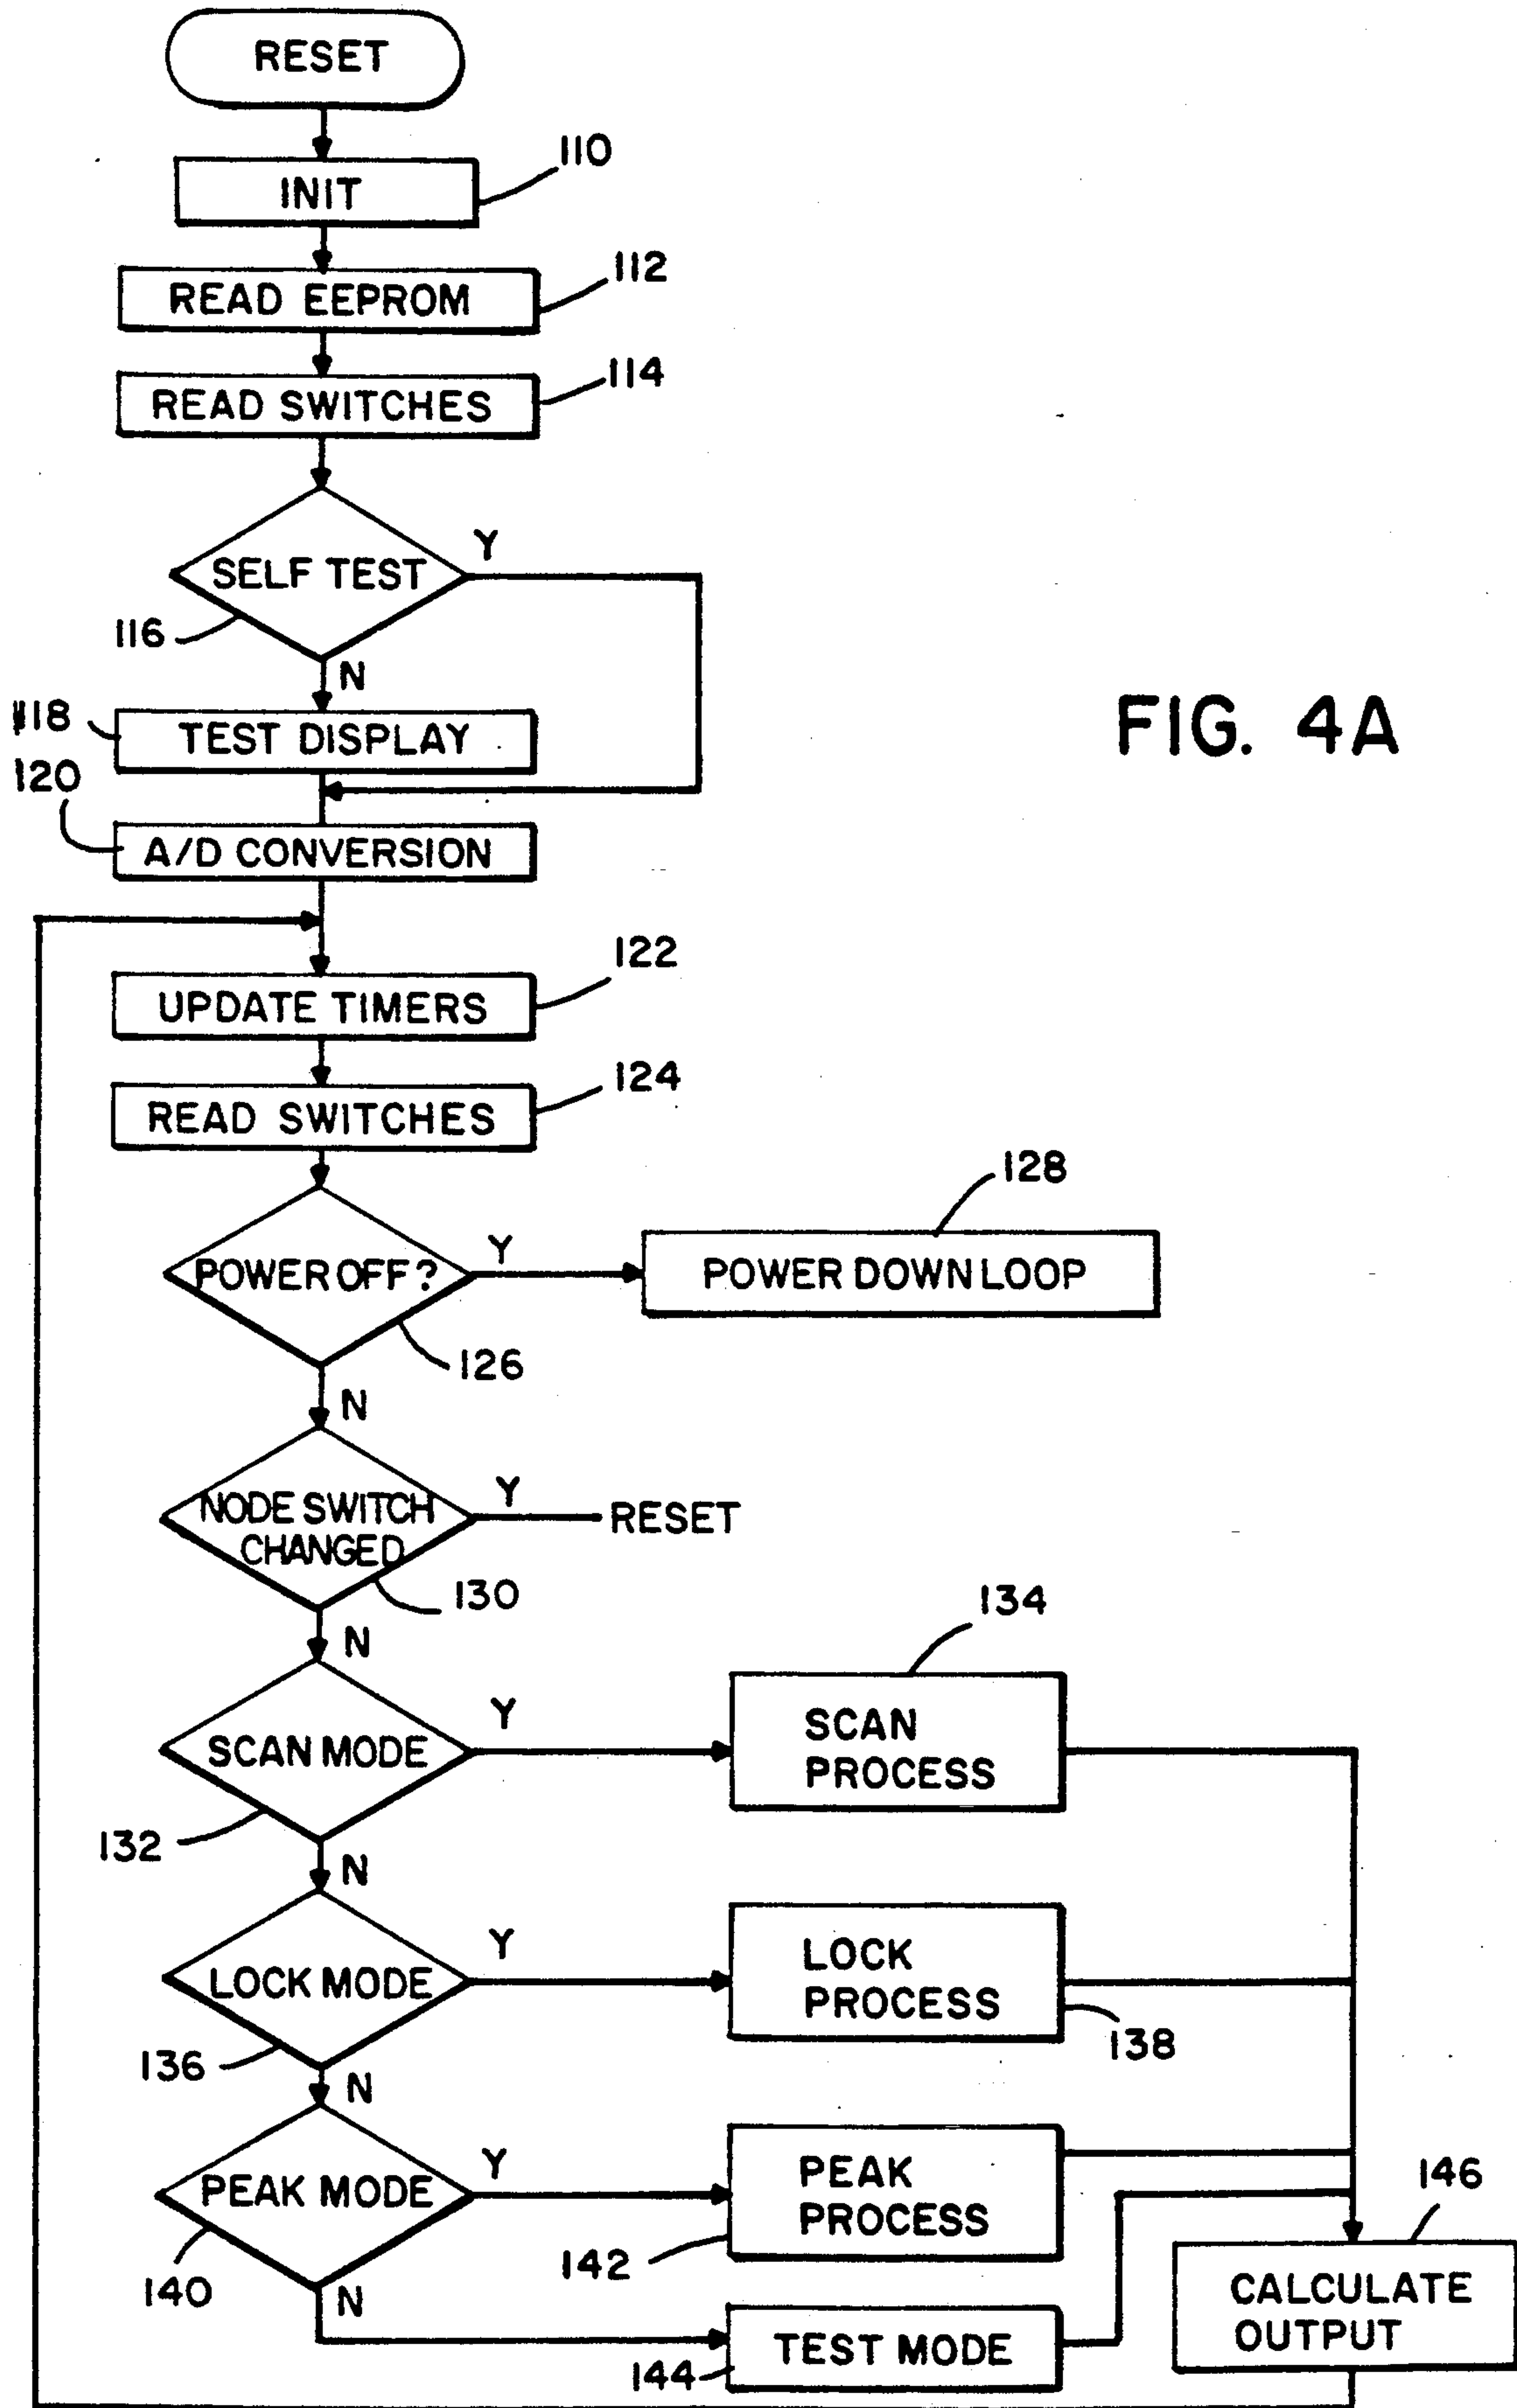 RESET
INIT
110
READ EEPROM
112
READ SWITCHES
114
SELF TEST
Y
116
N
118
TEST DISPLAY
FIG. 4A
120
A/D CONVERSION
UPDATE TIMERS
122
READ SWITCHES
124
POWER OFF?
Y
POWER DOWN LOOP
128
126
N
NODE SWITCH
CHANGED
Y
RESET
130
N
SCAN MODE
Y
SCAN
PROCESS
134
132
N
LOCK MODE
Y
LOCK
PROCESS
138
136
N
PEAK MODE
Y
PEAK
PROCESS
142
140
N
TEST MODE
144
146
CALCULATE
OUTPUT